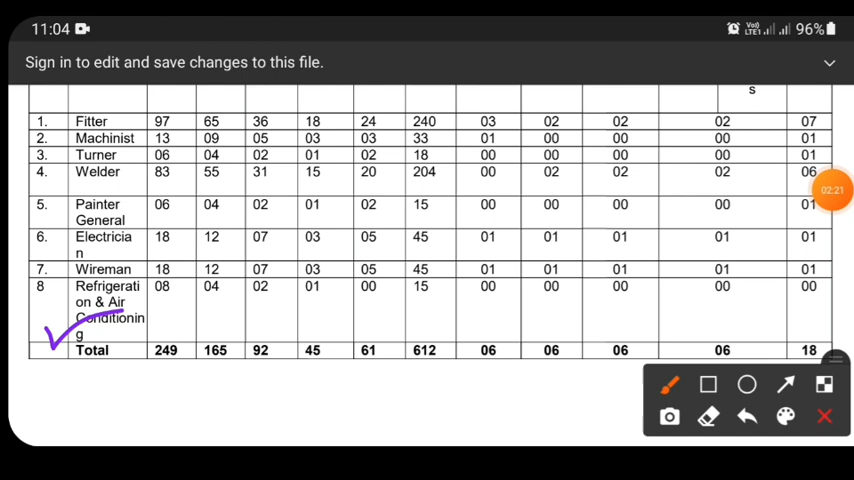 11:04
Vo) LTE1 96%
Sign in to edit and save changes to this file.
s
1. Fitter 97 65 36 18 24 240 03 02 02 02 07
2. Machinist 13 09 05 03 03 33 01 00 00 00 01
3. Turner 06 04 02 01 02 18 00 00 00 00 01
4. Welder 83 55 31 15 20 204 00 02 02 02 06
02:21
5. Painter 06 04 02 01 02 15 00 00 00 00 01
General
6. Electricia 18 12 07 03 05 45 01 01 01 01 01
n
7. Wireman 18 12 07 03 05 45 01 01 01 01 01
8 Refrigerati 08 04 02 01 00 15 00 00 00 00 00
on & Air
Conditionin
g
Total 249 165 92 45 61 612 06 06 06 06 18